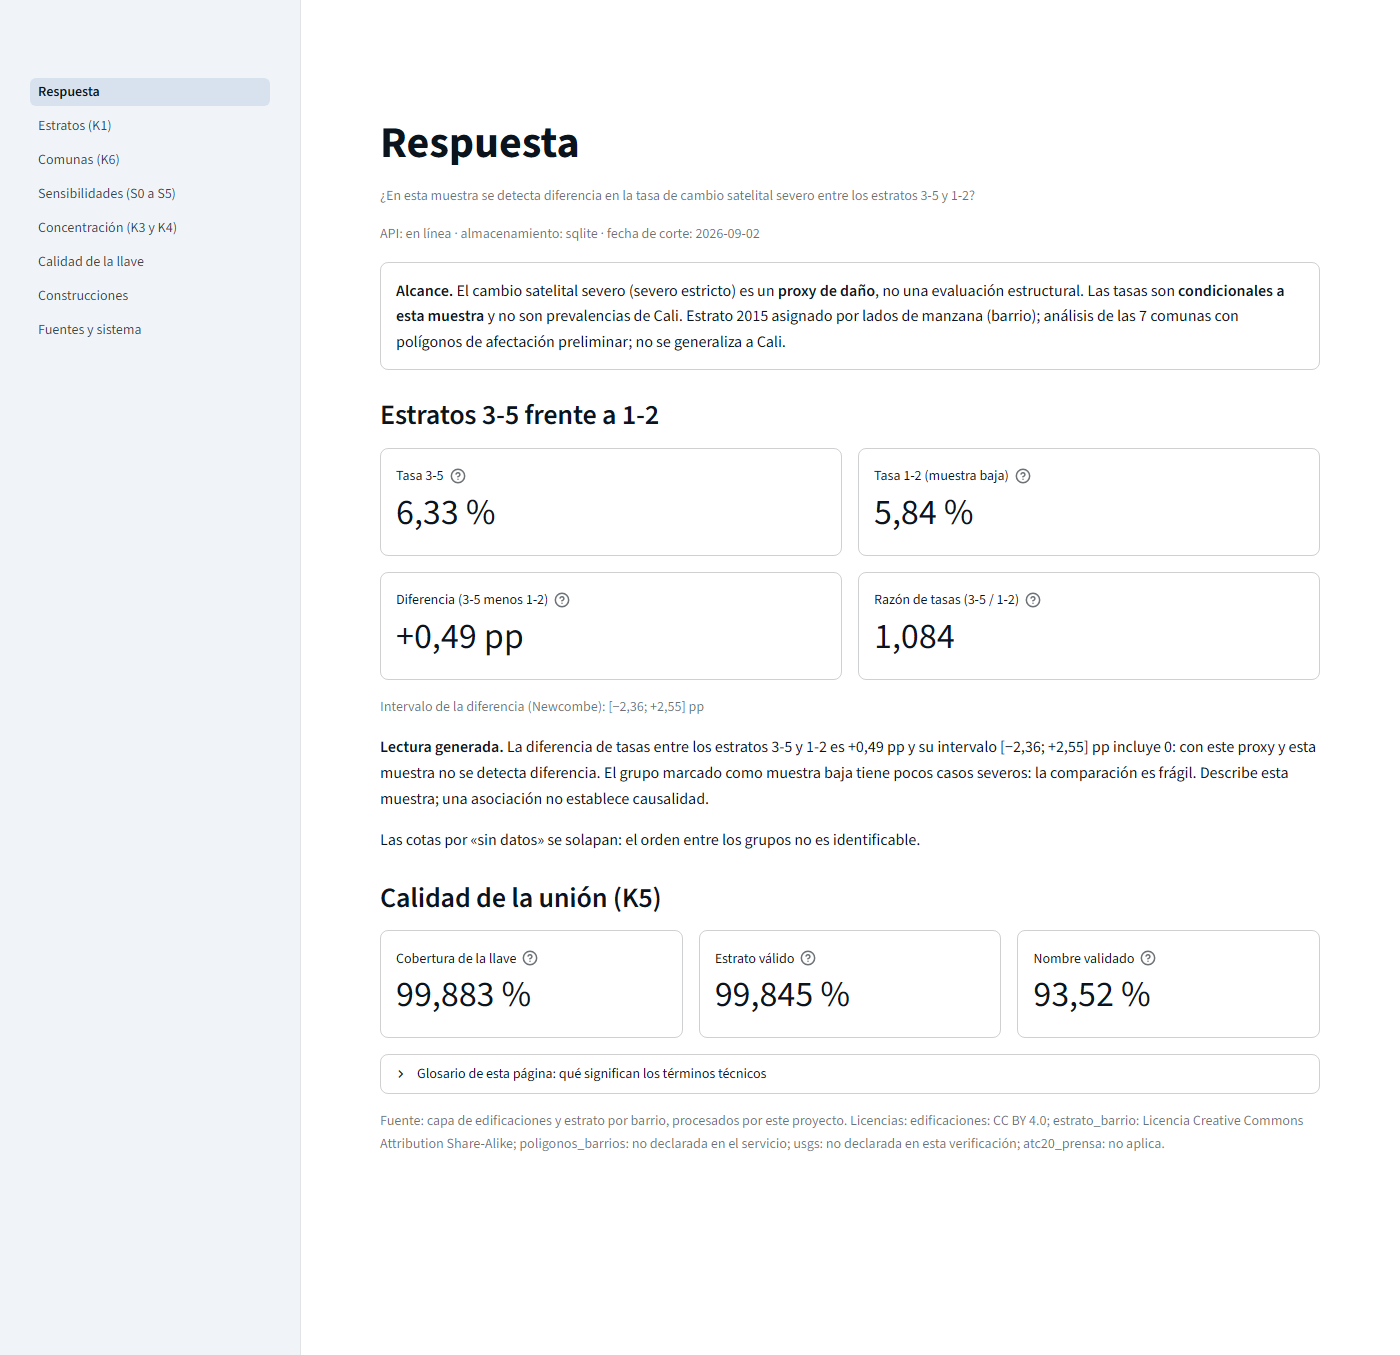 Respuesta
Estratos (K1)
Comunas (K6)
Sensibilidades (S0 a S5)
Concentración (K3 y K4)
Calidad de la llave
Construcciones
Fuentes y sistema
Respuesta
¿En esta muestra se detecta diferencia en la tasa de cambio satelital severo entre los estratos 3-5 y 1-2?
API: en línea · almacenamiento: sqlite · fecha de corte: 2026-09-02
Alcance. El cambio satelital severo (severo estricto) es un proxy de daño, no una evaluación estructural. Las tasas son condicionales a
esta muestra y no son prevalencias de Cali. Estrato 2015 asignado por lados de manzana (barrio); análisis de las 7 comunas con
polígonos de afectación preliminar; no se generaliza a Cali.
Estratos 3-5 frente a 1-2
Tasa 3-5
6,33 %
Tasa 1-2 (muestra baja)
5,84 %
Diferencia (3-5 menos 1-2)
+0,49 pp
Razón de tasas (3-5 / 1-2)
1,084
Intervalo de la diferencia (Newcombe): [−2,36; +2,55] pp
Lectura generada. La diferencia de tasas entre los estratos 3-5 y 1-2 es +0,49 pp y su intervalo [−2,36; +2,55] pp incluye 0: con este proxy y esta
muestra no se detecta diferencia. El grupo marcado como muestra baja tiene pocos casos severos: la comparación es frágil. Describe esta
muestra; una asociación no establece causalidad.
Las cotas por «sin datos» se solapan: el orden entre los grupos no es identificable.
Calidad de la unión (K5)
Cobertura de la llave
99,883 %
Estrato válido
99,845 %
Nombre validado
93,52 %
Glosario de esta página: qué significan los términos técnicos
Fuente: capa de edificaciones y estrato por barrio, procesados por este proyecto. Licencias: edificaciones: CC BY 4.0; estrato_barrio: Licencia Creative Commons
Attribution Share-Alike; poligonos_barrios: no declarada en el servicio; usgs: no declarada en esta verificación; atc20_prensa: no aplica.